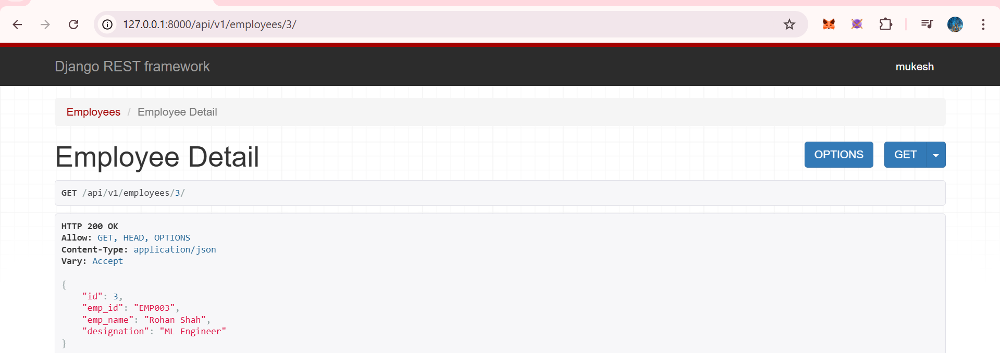 127.0.0.1:8000/api/v1/employees/3/
Django REST framework
mukesh
Employees / Employee Detail
Employee Detail
OPTIONS
GET
GET /api/v1/employees/3/
HTTP 200 OK
Allow: GET, HEAD, OPTIONS
Content-Type: application/json
Vary: Accept
{
    "id": 3,
    "emp_id": "EMP003",
    "emp_name": "Rohan Shah",
    "designation": "ML Engineer"
}